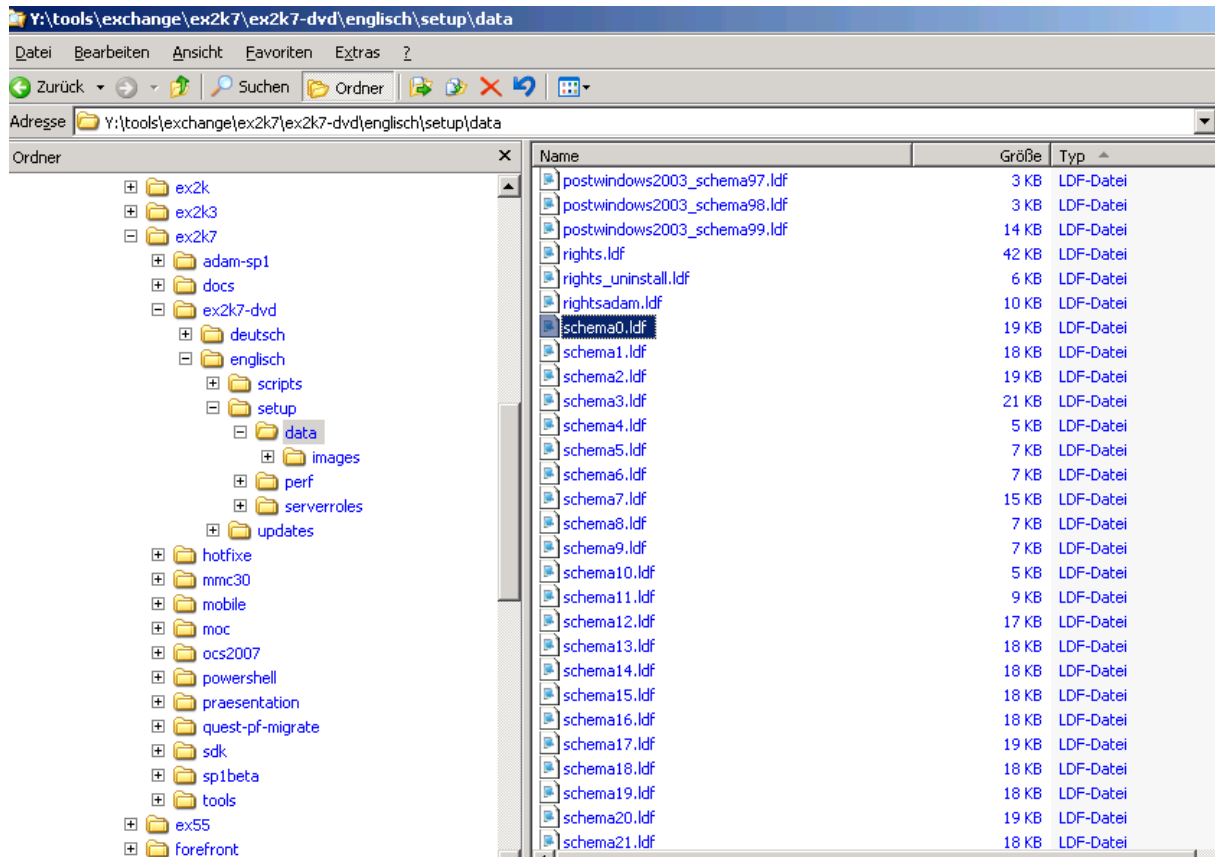 Y:\tools\exchange\ex2k7\ex2k7-dvd\englisch\setup\data
Datei Bearbeiten Ansicht Favoriten Extras ?
Zurück Suchen Ordner
Adresse Y:\tools\exchange\ex2k7\ex2k7-dvd\englisch\setup\data
Ordner x
ex2k
ex2k3
ex2k7
adam-sp1
docs
ex2k7-dvd
deutsch
englisch
scripts
setup
data
images
perf
serverroles
updates
hotfixe
mmc30
mobile
moc
ocs2007
powershell
praesentation
quest-pf-migrate
sdk
sp1beta
tools
ex55
forefront
Name Größe Typ
postwindows2003_schema97.ldf 3 KB LDF-Datei
postwindows2003_schema98.ldf 3 KB LDF-Datei
postwindows2003_schema99.ldf 14 KB LDF-Datei
rights.ldf 42 KB LDF-Datei
rights_uninstall.ldf 6 KB LDF-Datei
rightsadam.ldf 10 KB LDF-Datei
schema0.ldf 19 KB LDF-Datei
schema1.ldf 18 KB LDF-Datei
schema2.ldf 19 KB LDF-Datei
schema3.ldf 21 KB LDF-Datei
schema4.ldf 5 KB LDF-Datei
schema5.ldf 7 KB LDF-Datei
schema6.ldf 7 KB LDF-Datei
schema7.ldf 15 KB LDF-Datei
schema8.ldf 7 KB LDF-Datei
schema9.ldf 7 KB LDF-Datei
schema10.ldf 5 KB LDF-Datei
schema11.ldf 9 KB LDF-Datei
schema12.ldf 17 KB LDF-Datei
schema13.ldf 18 KB LDF-Datei
schema14.ldf 18 KB LDF-Datei
schema15.ldf 18 KB LDF-Datei
schema16.ldf 18 KB LDF-Datei
schema17.ldf 19 KB LDF-Datei
schema18.ldf 18 KB LDF-Datei
schema19.ldf 18 KB LDF-Datei
schema20.ldf 19 KB LDF-Datei
schema21.ldf 18 KB LDF-Datei